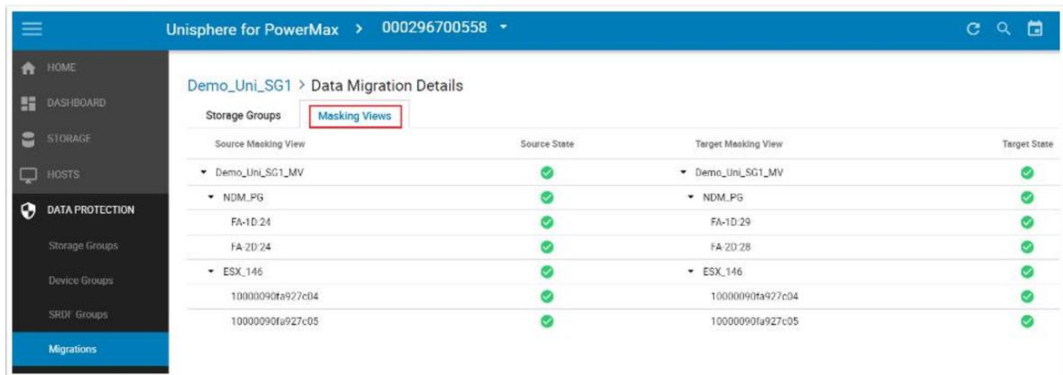 Unisphere for PowerMax > 000296700558
HOME
DASHBOARD
STORAGE
HOSTS
DATA PROTECTION
Storage Groups
Device Groups
SRDF Groups
Migrations
Demo_Uni_SG1 > Data Migration Details
Storage Groups Masking Views
Source Masking View Source State Target Masking View Target State
Demo_Uni_SG1_MV Demo_Uni_SG1_MV
NDM_PG NDM_PG
FA-1D:24 FA-1D:29
FA-2D:24 FA-2D:28
ESX_146 ESX_146
10000090fa927c04 10000090fa927c04
10000090fa927c05 10000090fa927c05